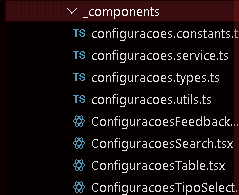 _components
TS configuracoes.constants.t
TS configuracoes.service.ts
TS configuracoes.types.ts
TS configuracoes.utils.ts
ConfiguracoesFeedback...
ConfiguracoesSearch.tsx
ConfiguracoesTable.tsx
ConfiguracoesTipoSelect...